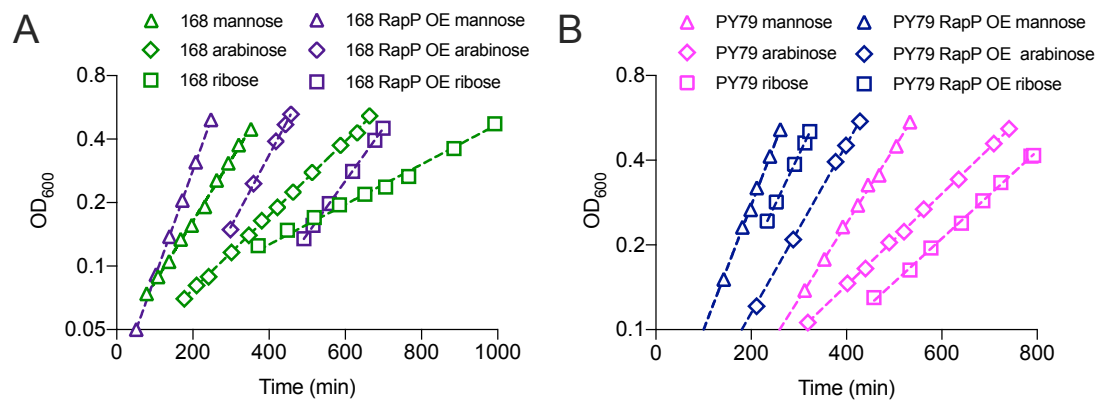 A
168 mannose
168 arabinose
168 ribose
168 RapP OE mannose
168 RapP OE arabinose
168 RapP OE ribose
0.8
0.4
0.2
0.1
0.05
OD600
0 200 400 600 800 1000
Time (min)
B
PY79 mannose
PY79 arabinose
PY79 ribose
PY79 RapP OE mannose
PY79 RapP OE arabinose
PY79 RapP OE ribose
0.8
0.4
0.2
0.1
OD600
0 200 400 600 800
Time (min)